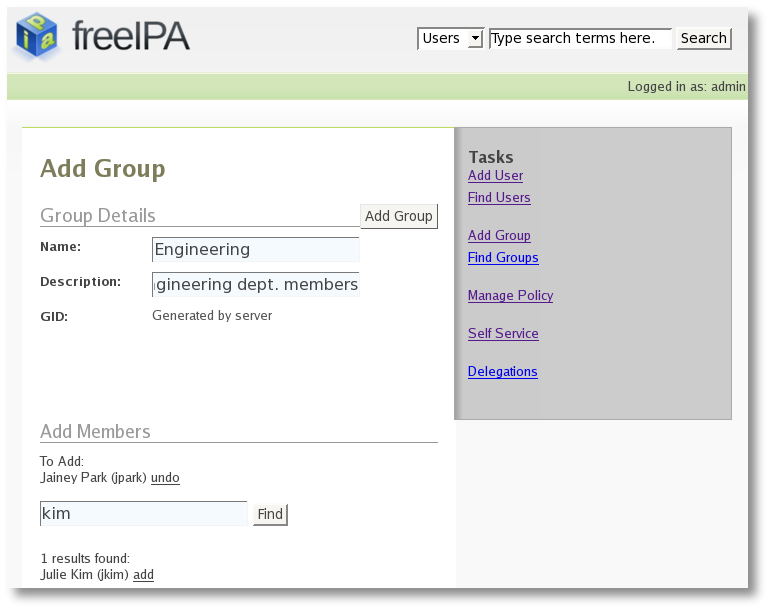 freeIPA
Users Type search terms here. Search
Logged in as: admin
Add Group
Group Details Add Group
Name: Engineering
Description: gineering dept. members
GID: Generated by server
Add Members
To Add:
Jainey Park (jpark) undo
kim Find
1 results found:
Julie Kim (jkim) add
Tasks
Add User
Find Users
Add Group
Find Groups
Manage Policy
Self Service
Delegations